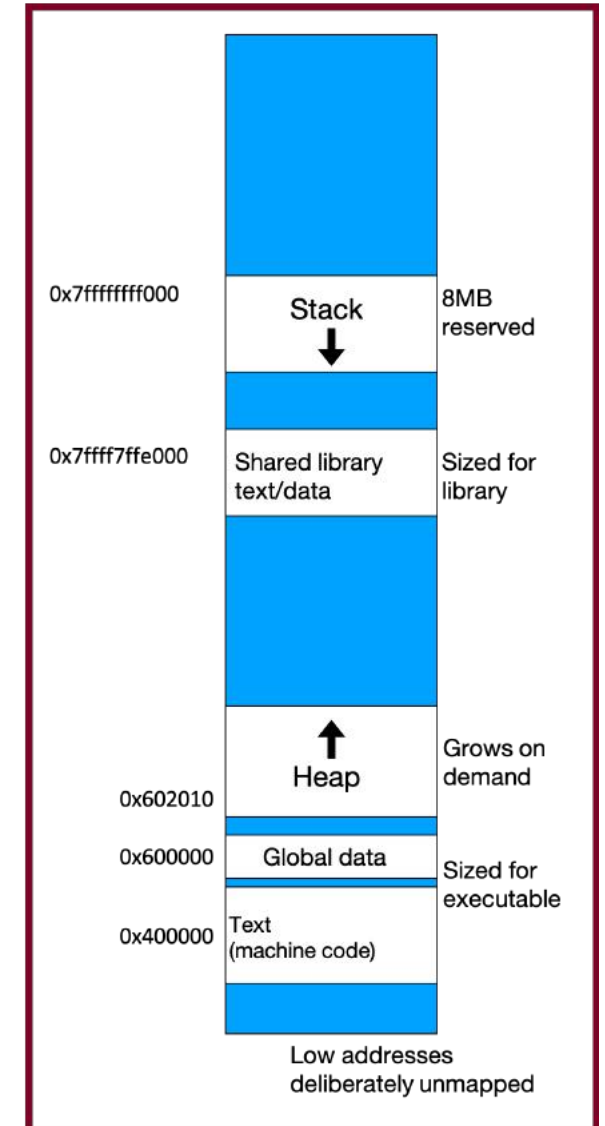 0x7ffffffff000
Stack
8MB
reserved
0x7ffff7ffe000
Shared library
text/data
Sized for
library
Heap
Grows on
demand
0x602010
0x600000
Global data
Sized for
executable
0x400000
Text
(machine code)
Low addresses
deliberately unmapped